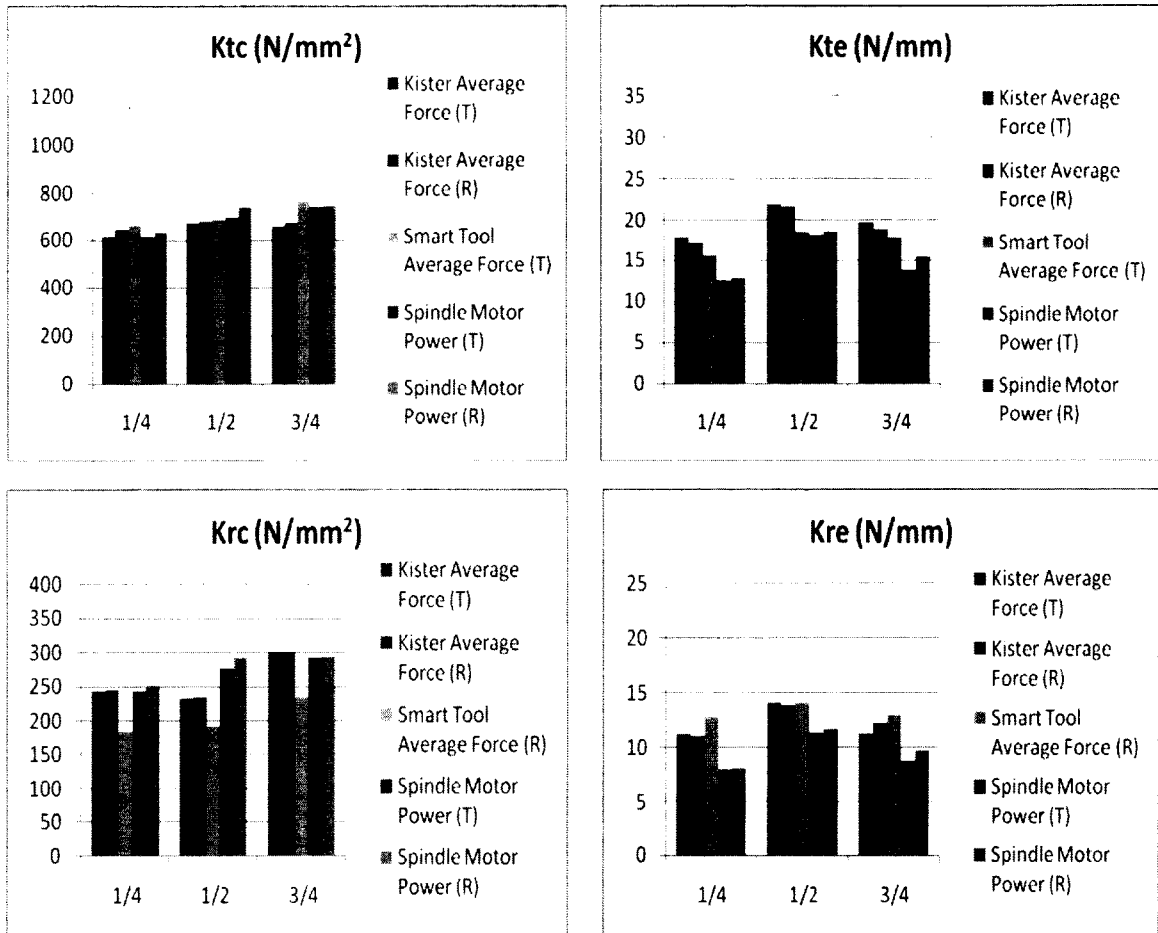 Ktc (N/mm²)
1200
1000
800
600
400
200
0
1/4
1/2
3/4
Kister Average
Force (T)
Kister Average
Force (R)
Smart Tool
Average Force (T)
Spindle Motor
Power (T)
Spindle Motor
Power (R)
Kte (N/mm)
35
30
25
20
15
10
5
0
1/4
1/2
3/4
Kister Average
Force (T)
Kister Average
Force (R)
Smart Tool
Average Force (T)
Spindle Motor
Power (T)
Spindle Motor
Power (R)
Krc (N/mm²)
400
350
300
250
200
150
100
50
0
1/4
1/2
3/4
Kister Average
Force (T)
Kister Average
Force (R)
Smart Tool
Average Force (R)
Spindle Motor
Power (T)
Spindle Motor
Power (R)
Kre (N/mm)
25
20
15
10
5
0
1/4
1/2
3/4
Kister Average
Force (T)
Kister Average
Force (R)
Smart Tool
Average Force (R)
Spindle Motor
Power (T)
Spindle Motor
Power (R)